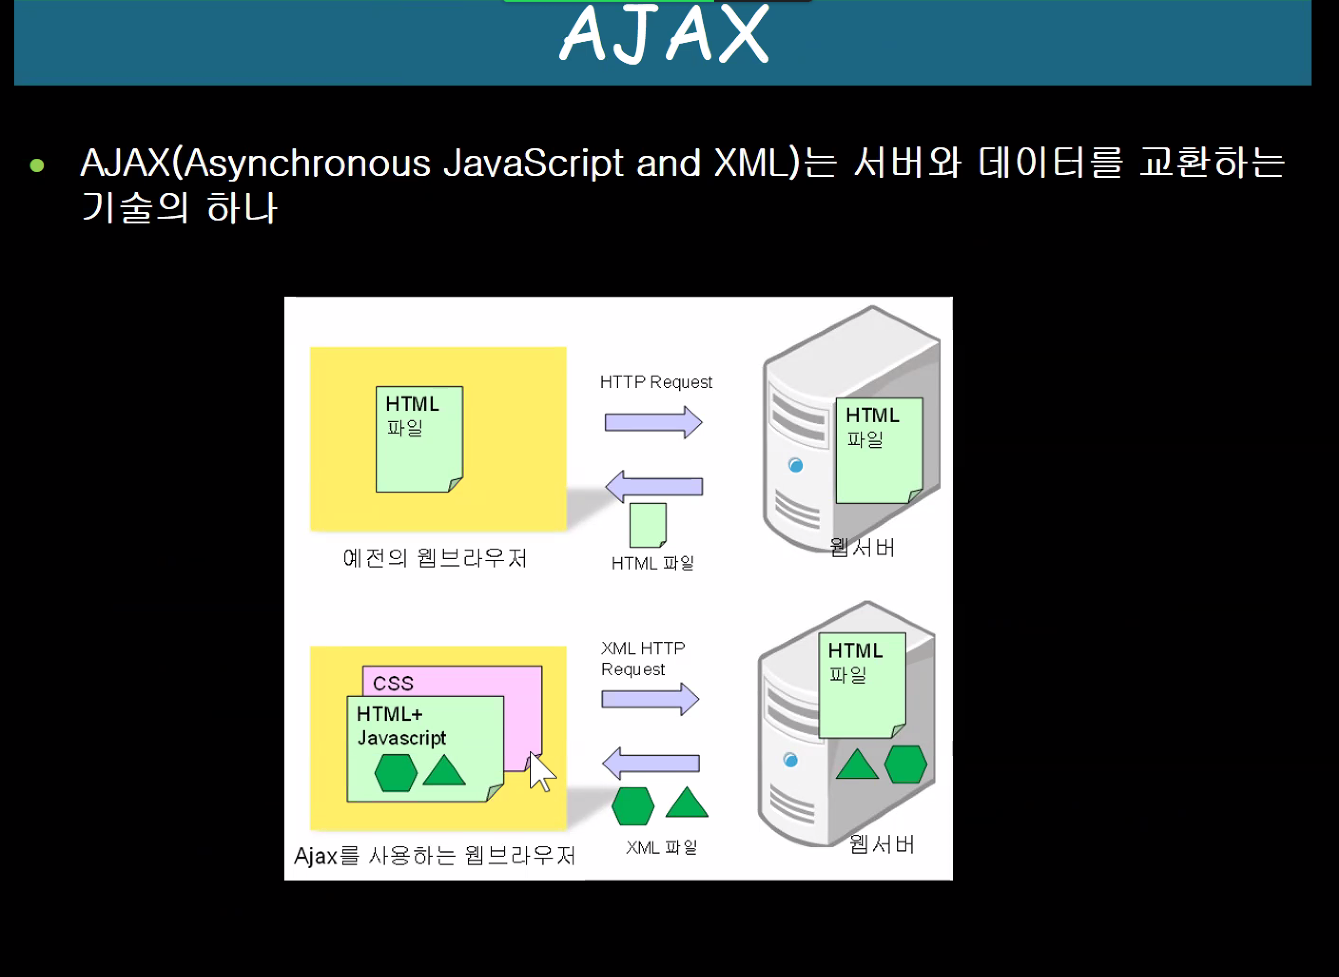 AJAX
AJAX(Asynchronous JavaScript and XML)는 서버와 데이터를 교환하는
기술의 하나
HTML
파일
예전의 웹브라우저
HTTP Request
HTML 파일
HTML
파일
웹서버
CSS
HTML+
Javascript
Ajax를 사용하는 웹브라우저
XML HTTP
Request
XML 파일
HTML
파일
웹서버